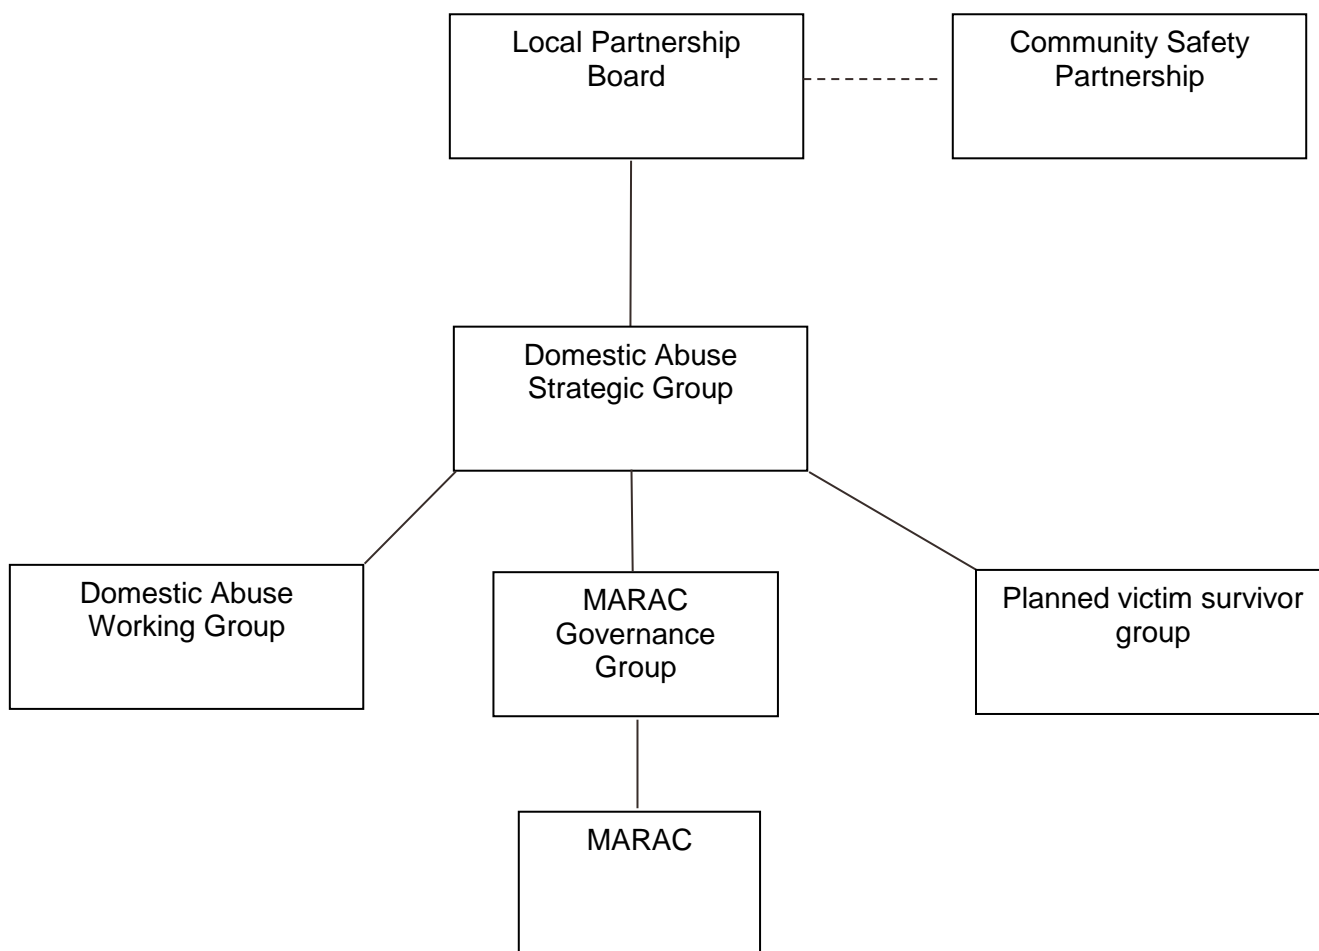 Local Partnership
Board
Community Safety
Partnership
Domestic Abuse
Strategic Group
Domestic Abuse
Working Group
MARAC
Governance
Group
Planned victim survivor
group
MARAC